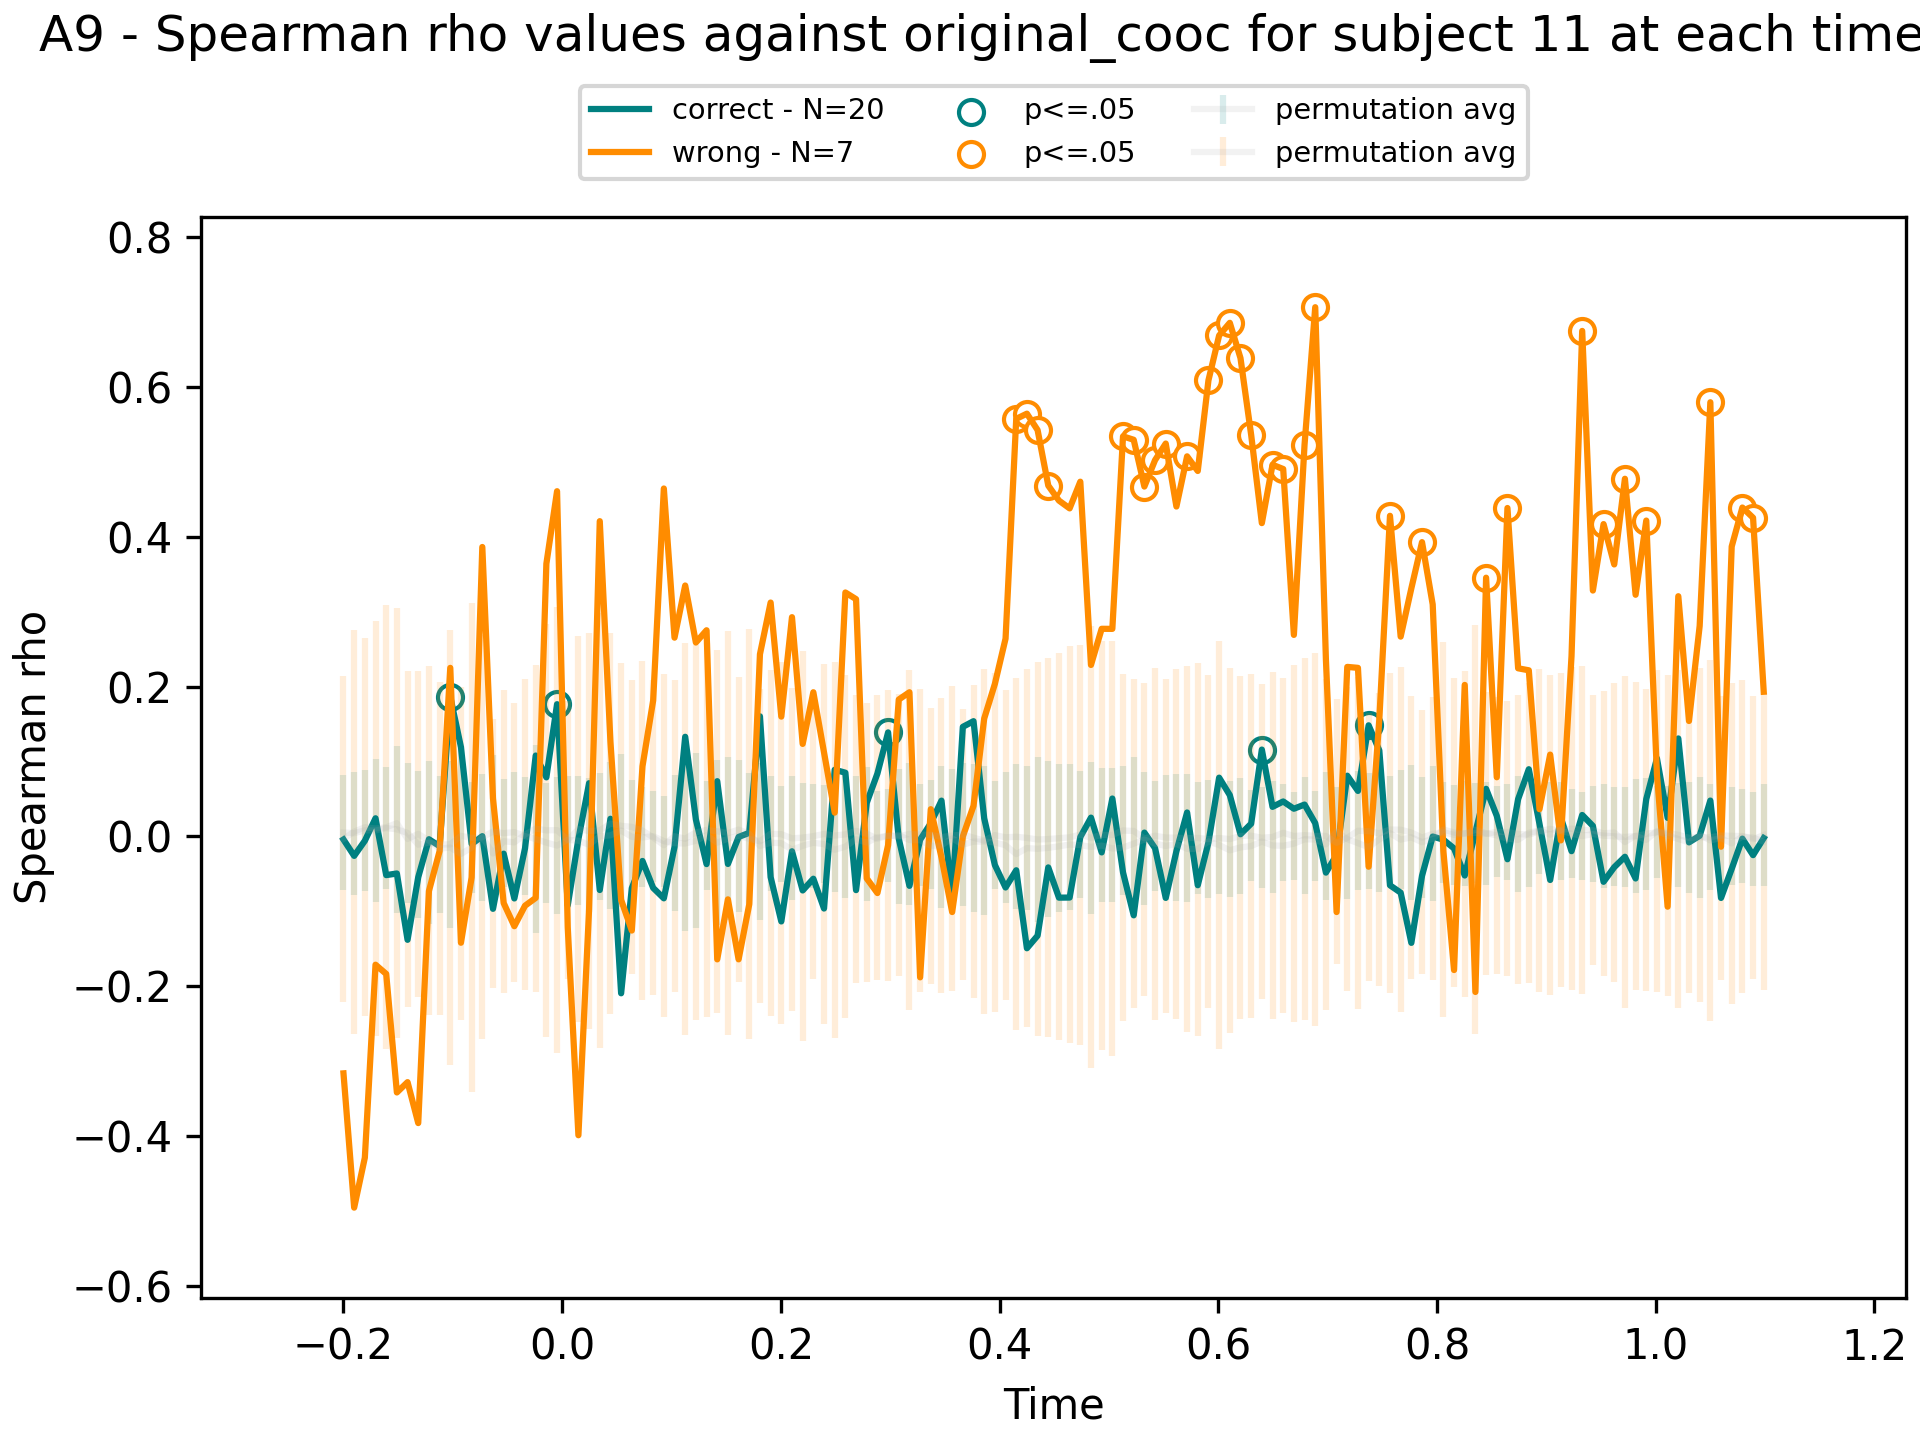 A9 - Spearman rho values against original_cooc for subject 11 at each time
correct - N=20 p<=.05 permutation avg
wrong - N=7 p<=.05 permutation avg
0.8
0.6
0.4
0.2
0.0
−0.2
−0.4
−0.6
Spearman rho
−0.2 0.0 0.2 0.4 0.6 0.8 1.0 1.2
Time